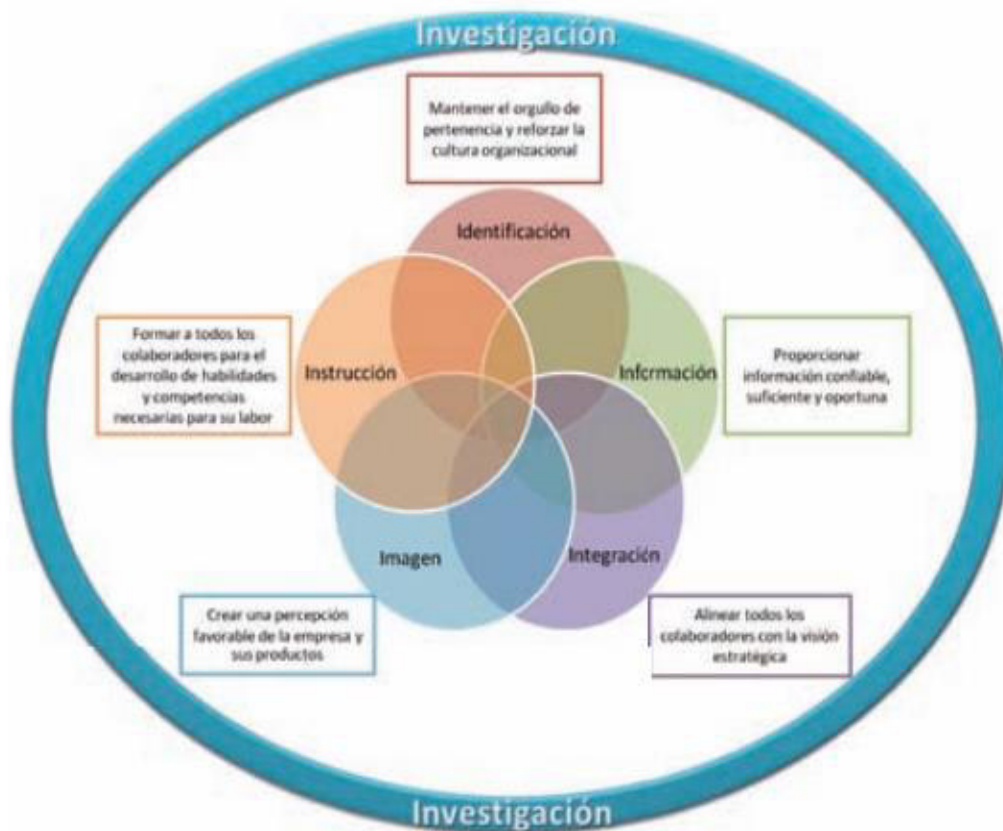 Investigación
Mantener el orgullo de
pertenencia y reforzar la
cultura organizacional
Identificación
Formar a todos los
colaboradores para el
desarrollo de habilidades
y competencias
necesarias para su labor
Instrucción
Información
Proporcionar
información confiable,
suficiente y oportuna
Imagen
Integración
Crear una percepción
favorable de la empresa y
sus productos
Alinear todos los
colaboradores con la visión
estratégica
Investigación